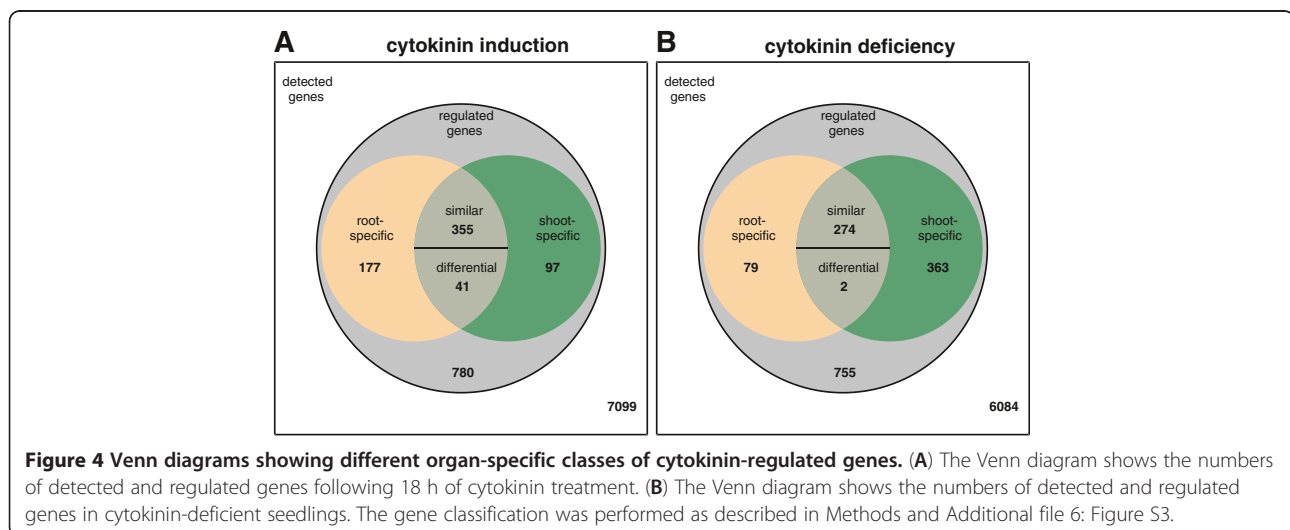 A cytokinin induction
detected
genes
regulated
genes
similar
355
root-
specific
shoot-
specific
177
differential
41
97
780
7099
B cytokinin deficiency
detected
genes
regulated
genes
similar
274
root-
specific
shoot-
specific
79
differential
2
363
755
6084
Figure 4 Venn diagrams showing different organ-specific classes of cytokinin-regulated genes. (A) The Venn diagram shows the numbers
of detected and regulated genes following 18 h of cytokinin treatment. (B) The Venn diagram shows the numbers of detected and regulated
genes in cytokinin-deficient seedlings. The gene classification was performed as described in Methods and Additional file 6: Figure S3.